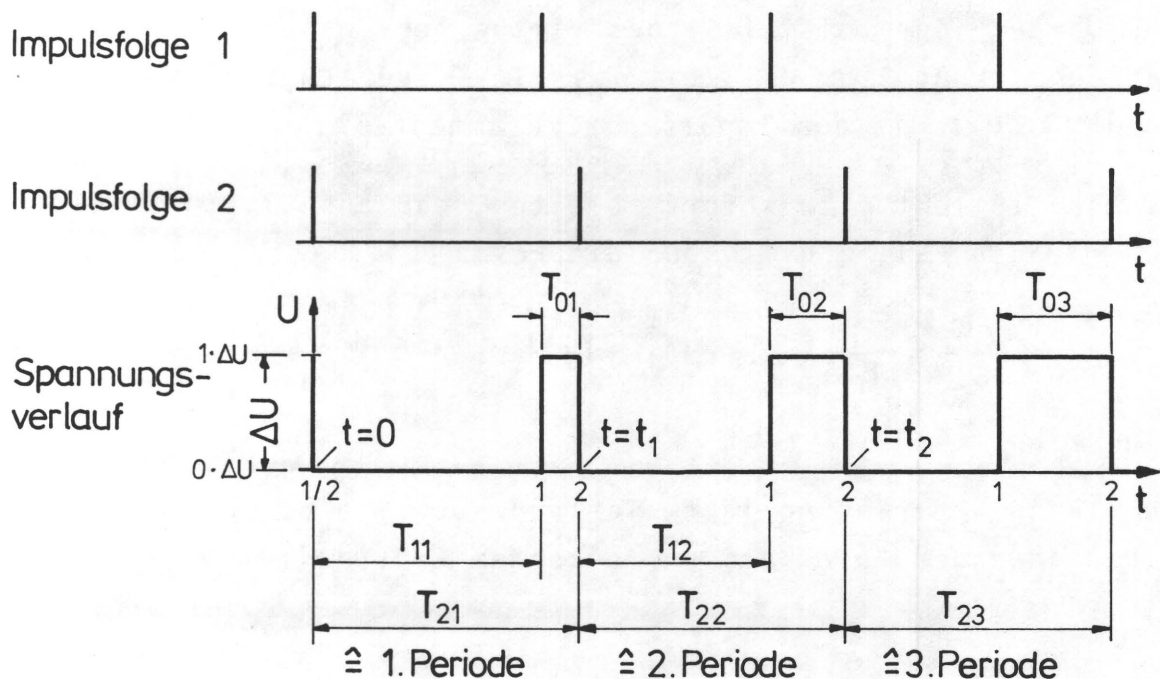 Impulsfolge 1
t
Impulsfolge 2
t
T₀₁ T₀₂ T₀₃
U
1·ΔU
Spannungs-
verlauf
ΔU
t=0 t=t₁ t=t₂
0·ΔU
1/2 1 2 1 2 1 2
t
T₁₁ T₁₂
T₂₁ T₂₂ T₂₃
≙ 1. Periode ≙ 2. Periode ≙ 3. Periode